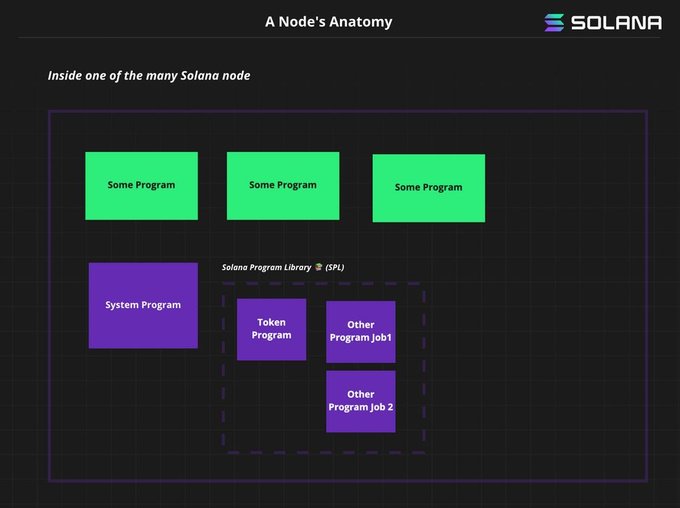 A Node's Anatomy
SOLANA
Inside one of the many Solana node
Some Program
Some Program
Some Program
System Program
Solana Program Library (SPL)
Token
Program
Other
Program Job1
Other
Program Job 2